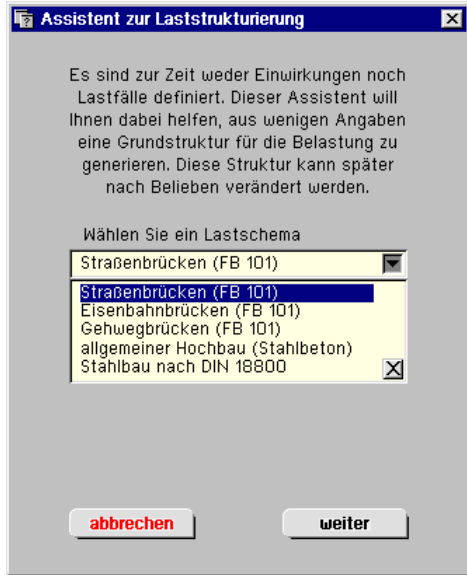 Assistent zur Laststrukturierung
Es sind zur Zeit weder Einwirkungen noch
Lastfälle definiert. Dieser Assistent will
Ihnen dabei helfen, aus wenigen Angaben
eine Grundstruktur für die Belastung zu
generieren. Diese Struktur kann später
nach Belieben verändert werden.
Wählen Sie ein Lastschema
Straßenbrücken (FB 101)
Straßenbrücken (FB 101)
Eisenbahnbrücken (FB 101)
Gehwegbrücken (FB 101)
allgemeiner Hochbau (Stahlbeton)
Stahlbau nach DIN 18800
abbrechen weiter